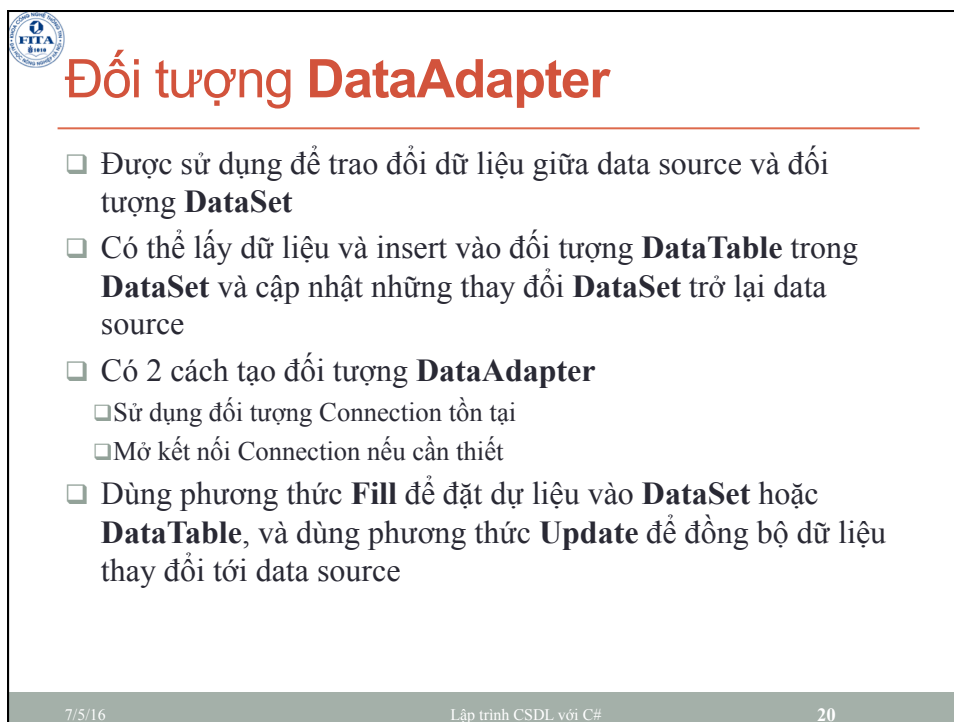 FITA
Đối tượng DataAdapter
❑ Được sử dụng để trao đổi dữ liệu giữa data source và đối
tượng DataSet
❑ Có thể lấy dữ liệu và insert vào đối tượng DataTable trong
DataSet và cập nhật những thay đổi DataSet trở lại data
source
❑ Có 2 cách tạo đối tượng DataAdapter
❑Sử dụng đối tượng Connection tồn tại
❑Mở kết nối Connection nếu cần thiết
❑ Dùng phương thức Fill để đặt dự liệu vào DataSet hoặc
DataTable, và dùng phương thức Update để đồng bộ dữ liệu
thay đổi tới data source
7/5/16
Lập trình CSDL với C#
20